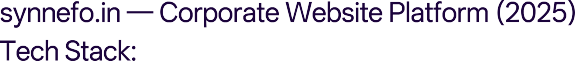 synnefo.in — Corporate Website Platform (2025)
Tech Stack: